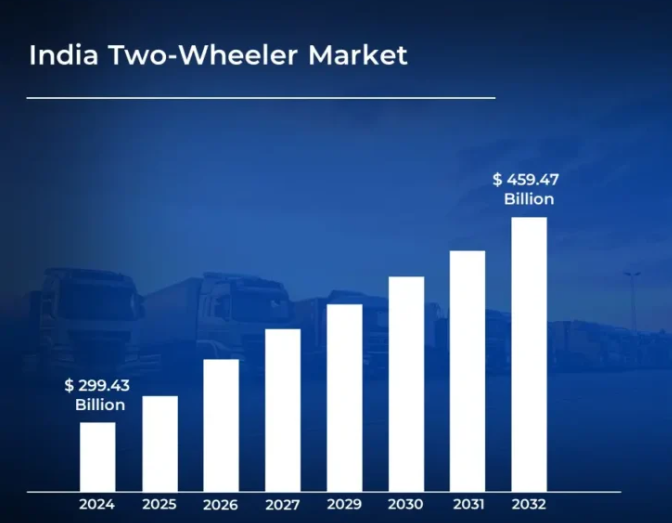 India Two-Wheeler Market
$ 459.47
Billion
$ 299.43
Billion
2024 2025 2026 2027 2029 2030 2031 2032